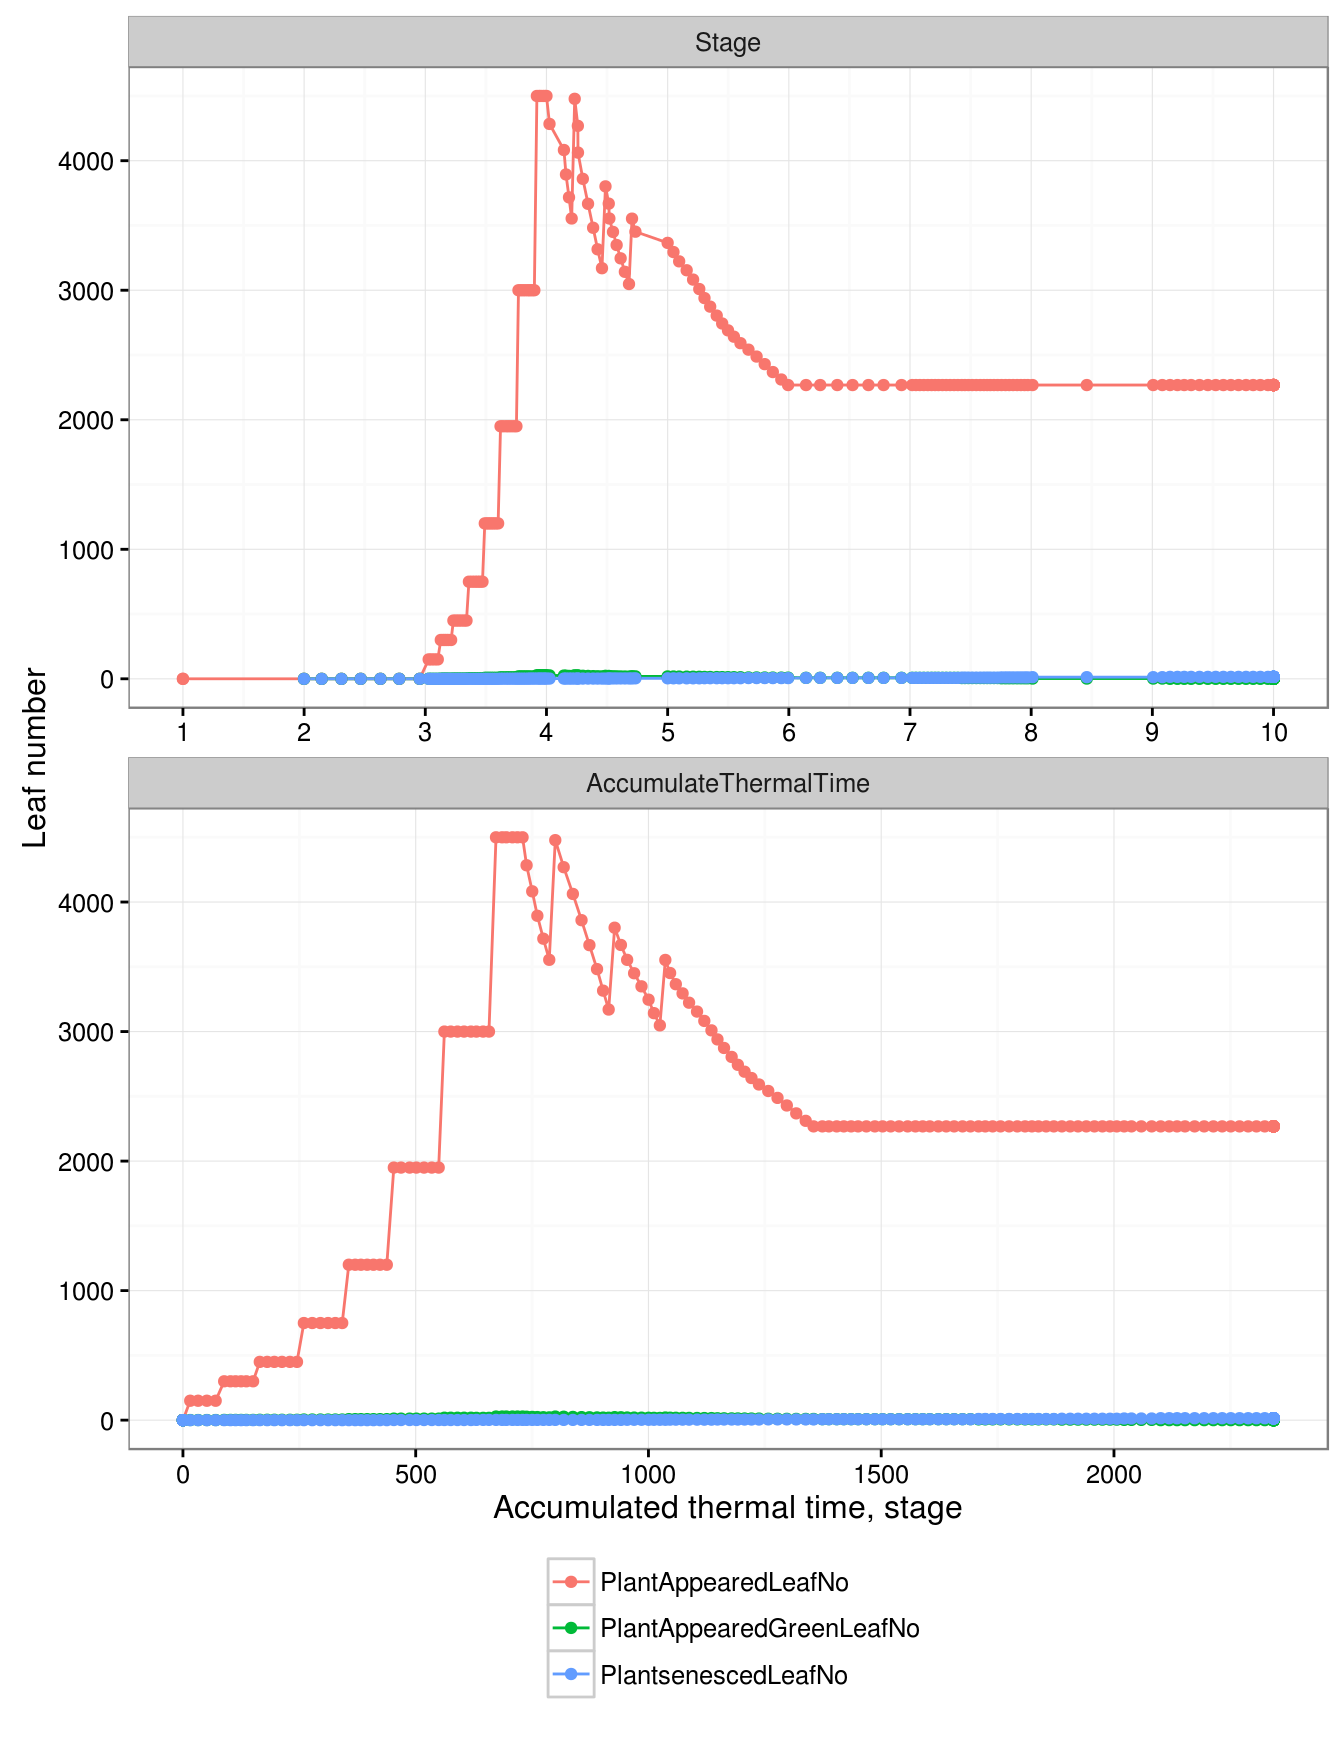 Stage
4000
3000
2000
1000
0
1 2 3 4 5 6 7 8 9 10
Leaf number
AccumulateThermalTime
4000
3000
2000
1000
0
0 500 1000 1500 2000
Accumulated thermal time, stage
PlantAppearedLeafNo
PlantAppearedGreenLeafNo
PlantsenescedLeafNo